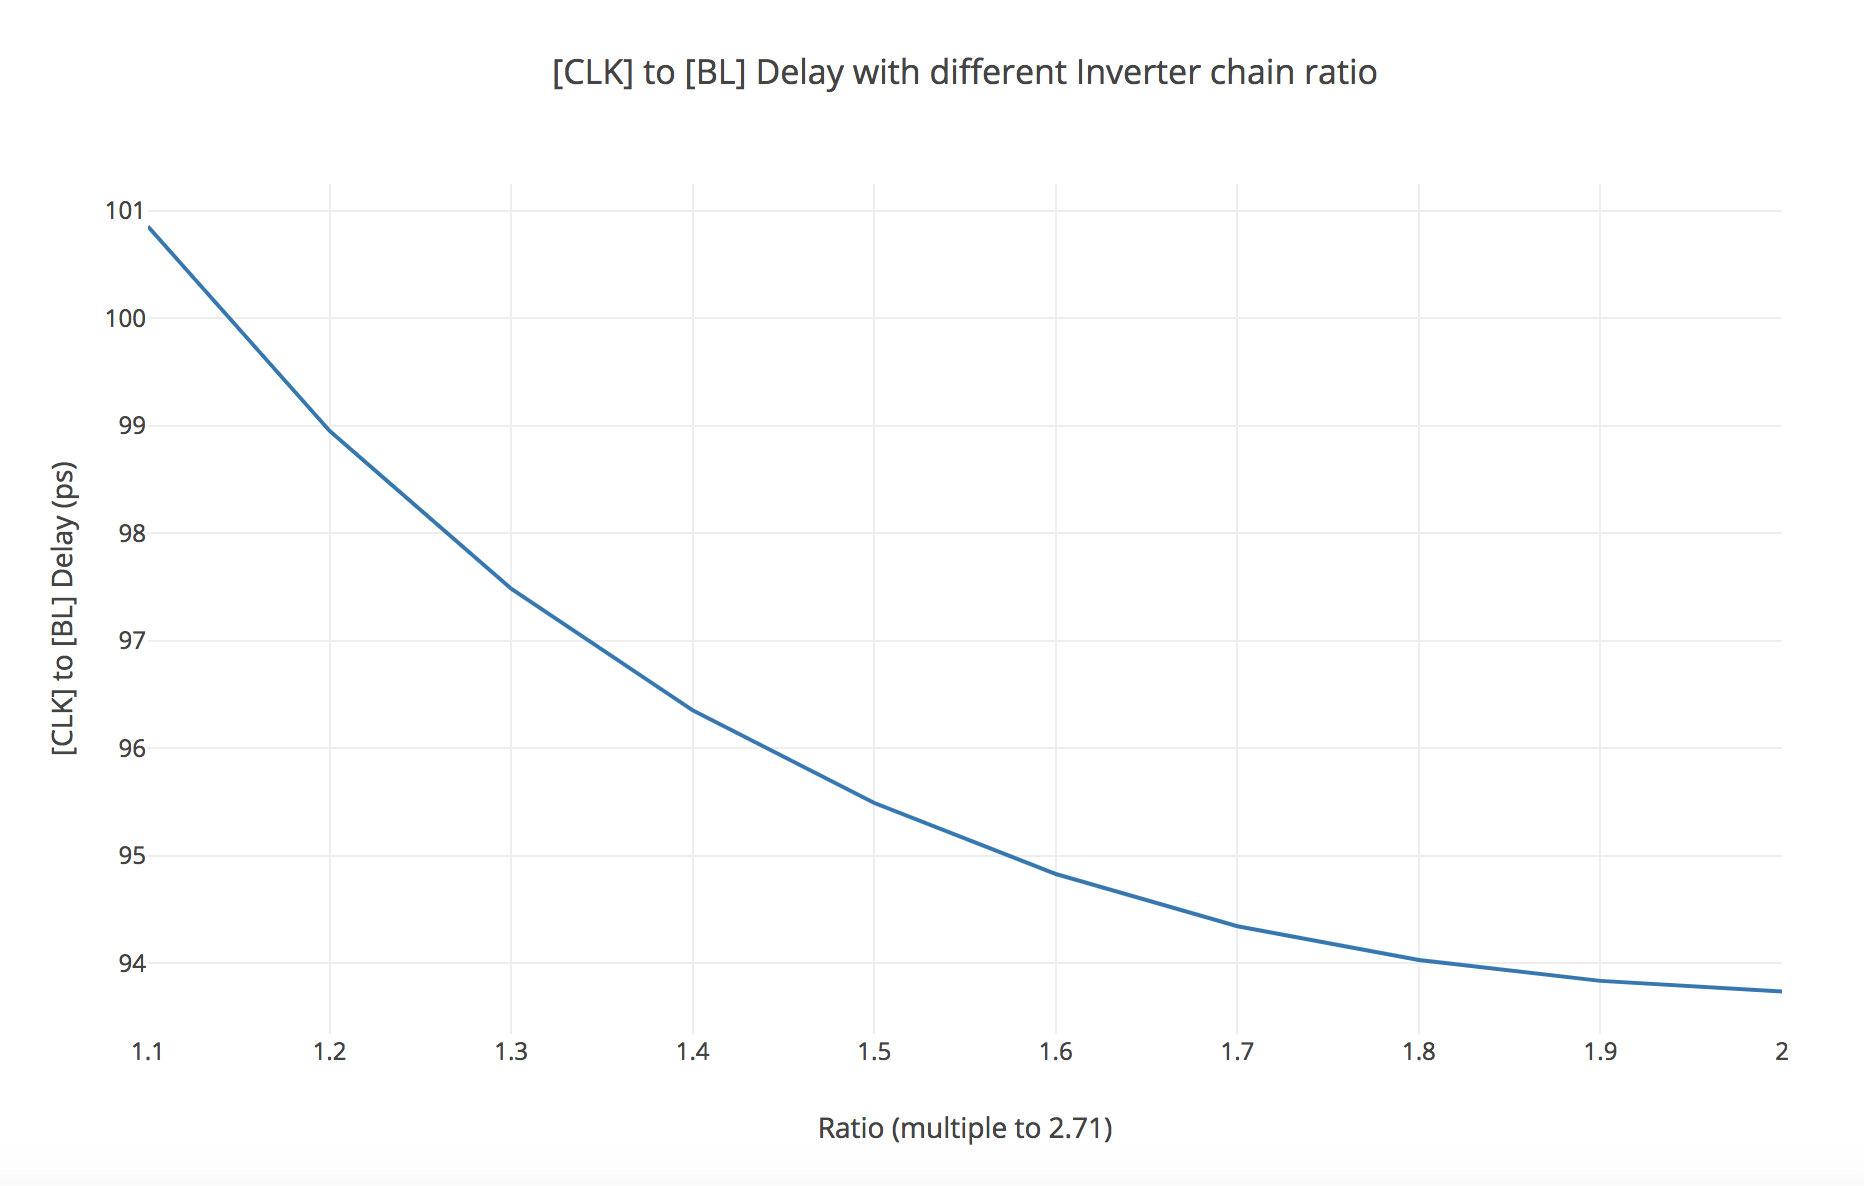 [CLK] to [BL] Delay with different Inverter chain ratio
101
100
99
98
97
96
95
94
[CLK] to [BL] Delay (ps)
1.1 1.2 1.3 1.4 1.5 1.6 1.7 1.8 1.9 2
Ratio (multiple to 2.71)